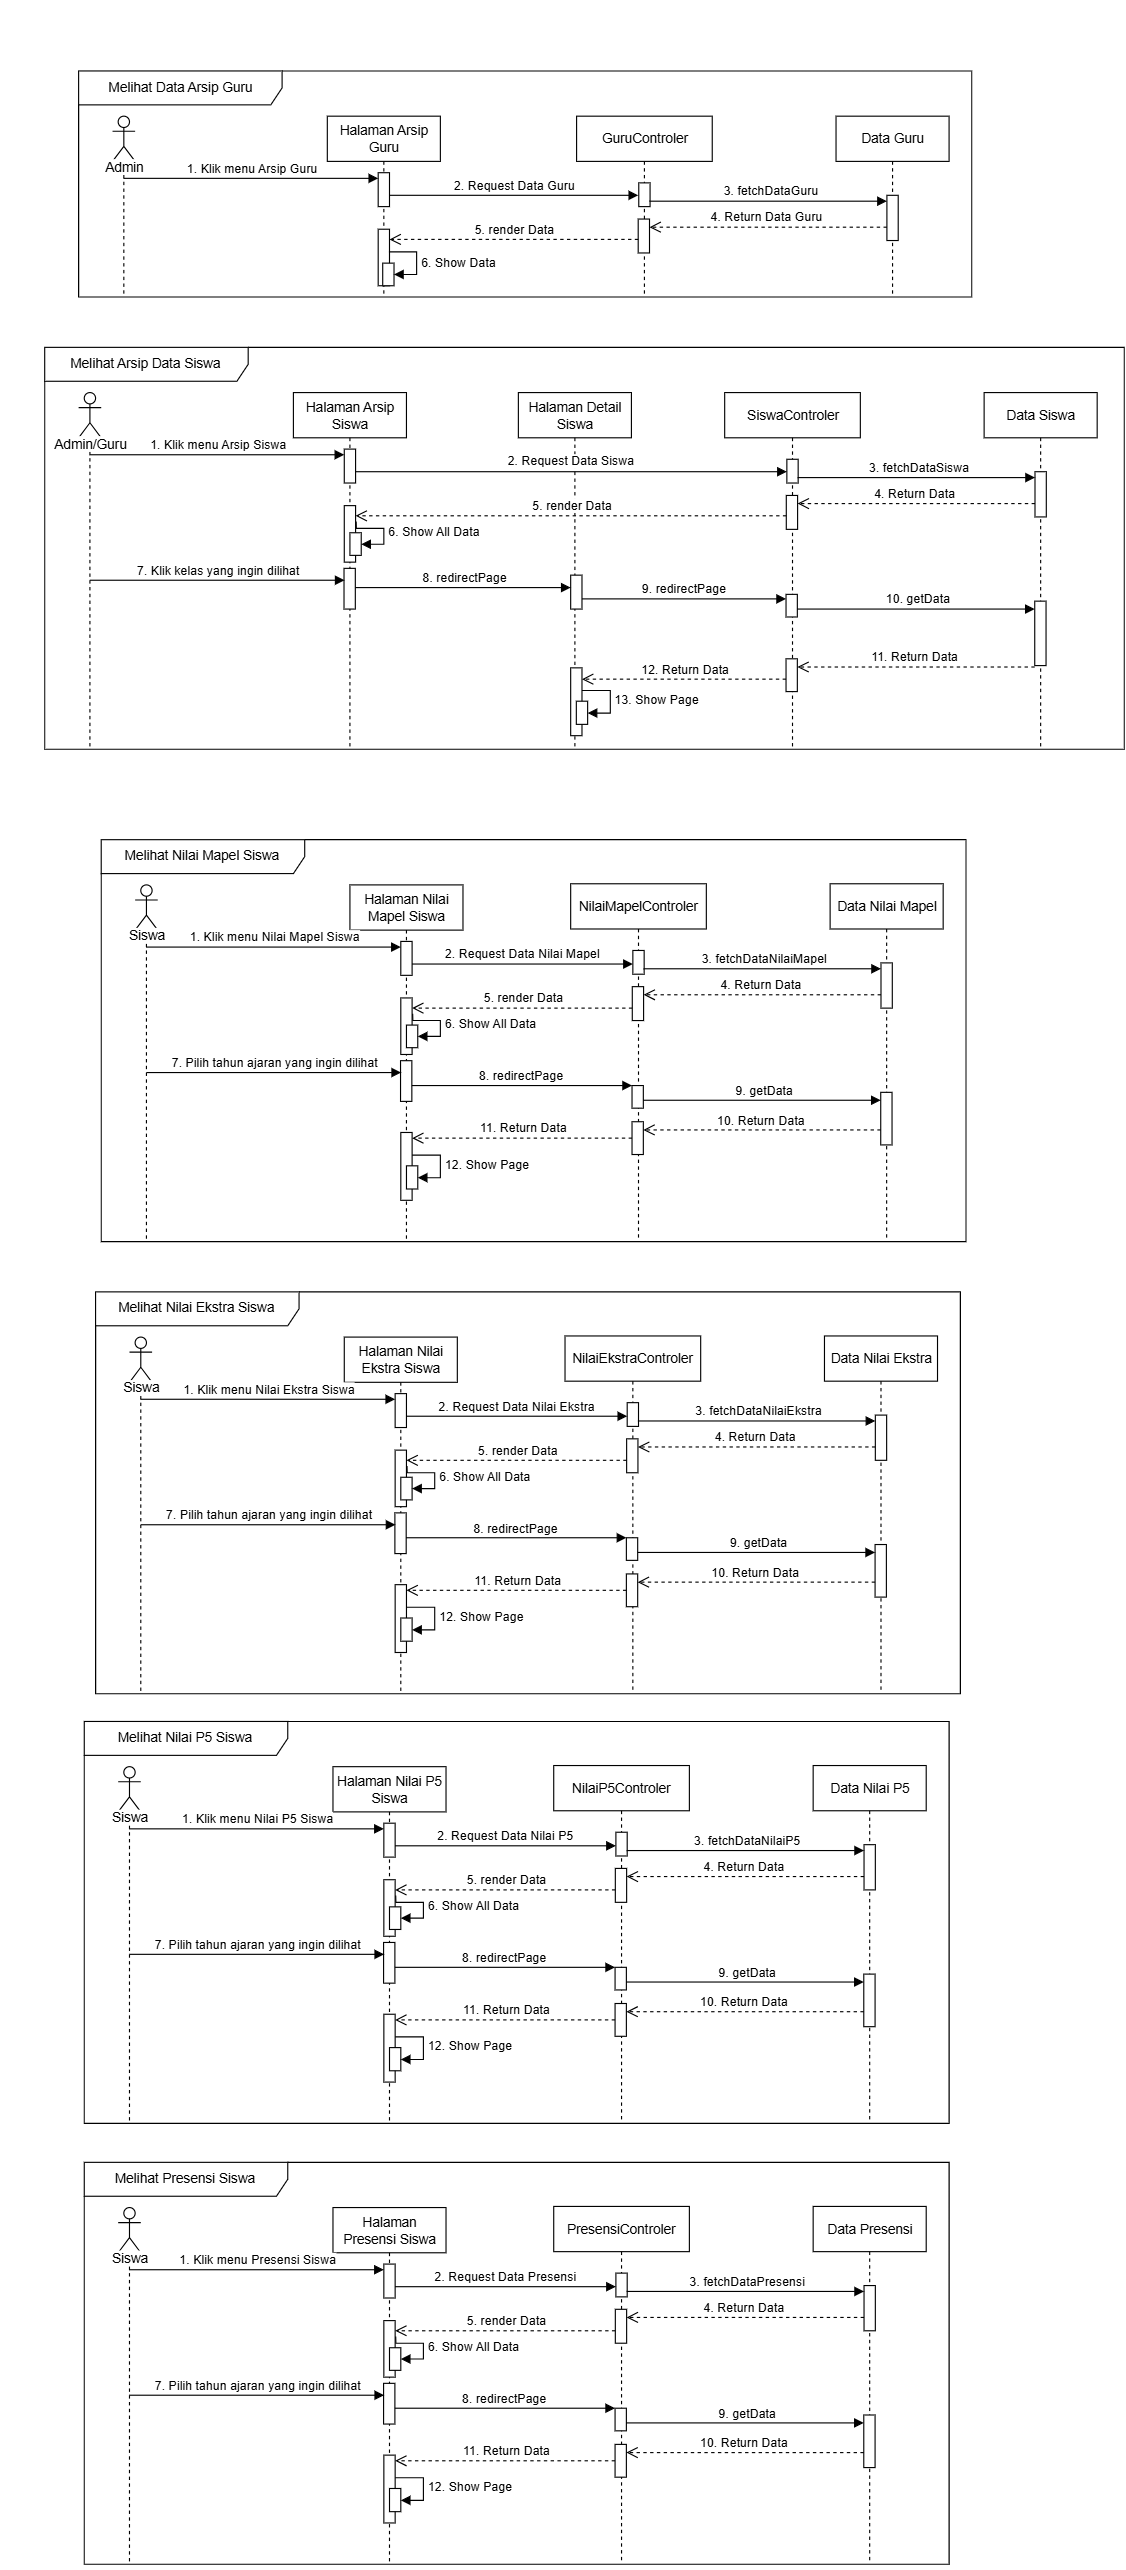 Melihat Data Arsip Guru
Admin
Halaman Arsip
Guru
GuruControler
Data Guru
1. Klik menu Arsip Guru
2. Request Data Guru
3. fetchDataGuru
4. Return Data Guru
5. render Data
6. Show Data
Melihat Arsip Data Siswa
Admin/Guru
Halaman Arsip
Siswa
Halaman Detail
Siswa
SiswaControler
Data Siswa
1. Klik menu Arsip Siswa
2. Request Data Siswa
3. fetchDataSiswa
4. Return Data
5. render Data
6. Show All Data
7. Klik kelas yang ingin dilihat
8. redirectPage
9. redirectPage
10. getData
11. Return Data
12. Return Data
13. Show Page
Melihat Nilai Mapel Siswa
Siswa
Halaman Nilai
Mapel Siswa
NilaiMapelControler
Data Nilai Mapel
1. Klik menu Nilai Mapel Siswa
2. Request Data Nilai Mapel
3. fetchDataNilaiMapel
4. Return Data
5. render Data
6. Show All Data
7. Pilih tahun ajaran yang ingin dilihat
8. redirectPage
9. getData
10. Return Data
11. Return Data
12. Show Page
Melihat Nilai Ekstra Siswa
Siswa
Halaman Nilai
Ekstra Siswa
NilaiEkstraControler
Data Nilai Ekstra
1. Klik menu Nilai Ekstra Siswa
2. Request Data Nilai Ekstra
3. fetchDataNilaiEkstra
4. Return Data
5. render Data
6. Show All Data
7. Pilih tahun ajaran yang ingin dilihat
8. redirectPage
9. getData
10. Return Data
11. Return Data
12. Show Page
Melihat Nilai P5 Siswa
Siswa
Halaman Nilai P5
Siswa
NilaiP5Controler
Data Nilai P5
1. Klik menu Nilai P5 Siswa
2. Request Data Nilai P5
3. fetchDataNilaiP5
4. Return Data
5. render Data
6. Show All Data
7. Pilih tahun ajaran yang ingin dilihat
8. redirectPage
9. getData
10. Return Data
11. Return Data
12. Show Page
Melihat Presensi Siswa
Siswa
Halaman
Presensi Siswa
PresensiControler
Data Presensi
1. Klik menu Presensi Siswa
2. Request Data Presensi
3. fetchDataPresensi
4. Return Data
5. render Data
6. Show All Data
7. Pilih tahun ajaran yang ingin dilihat
8. redirectPage
9. getData
10. Return Data
11. Return Data
12. Show Page